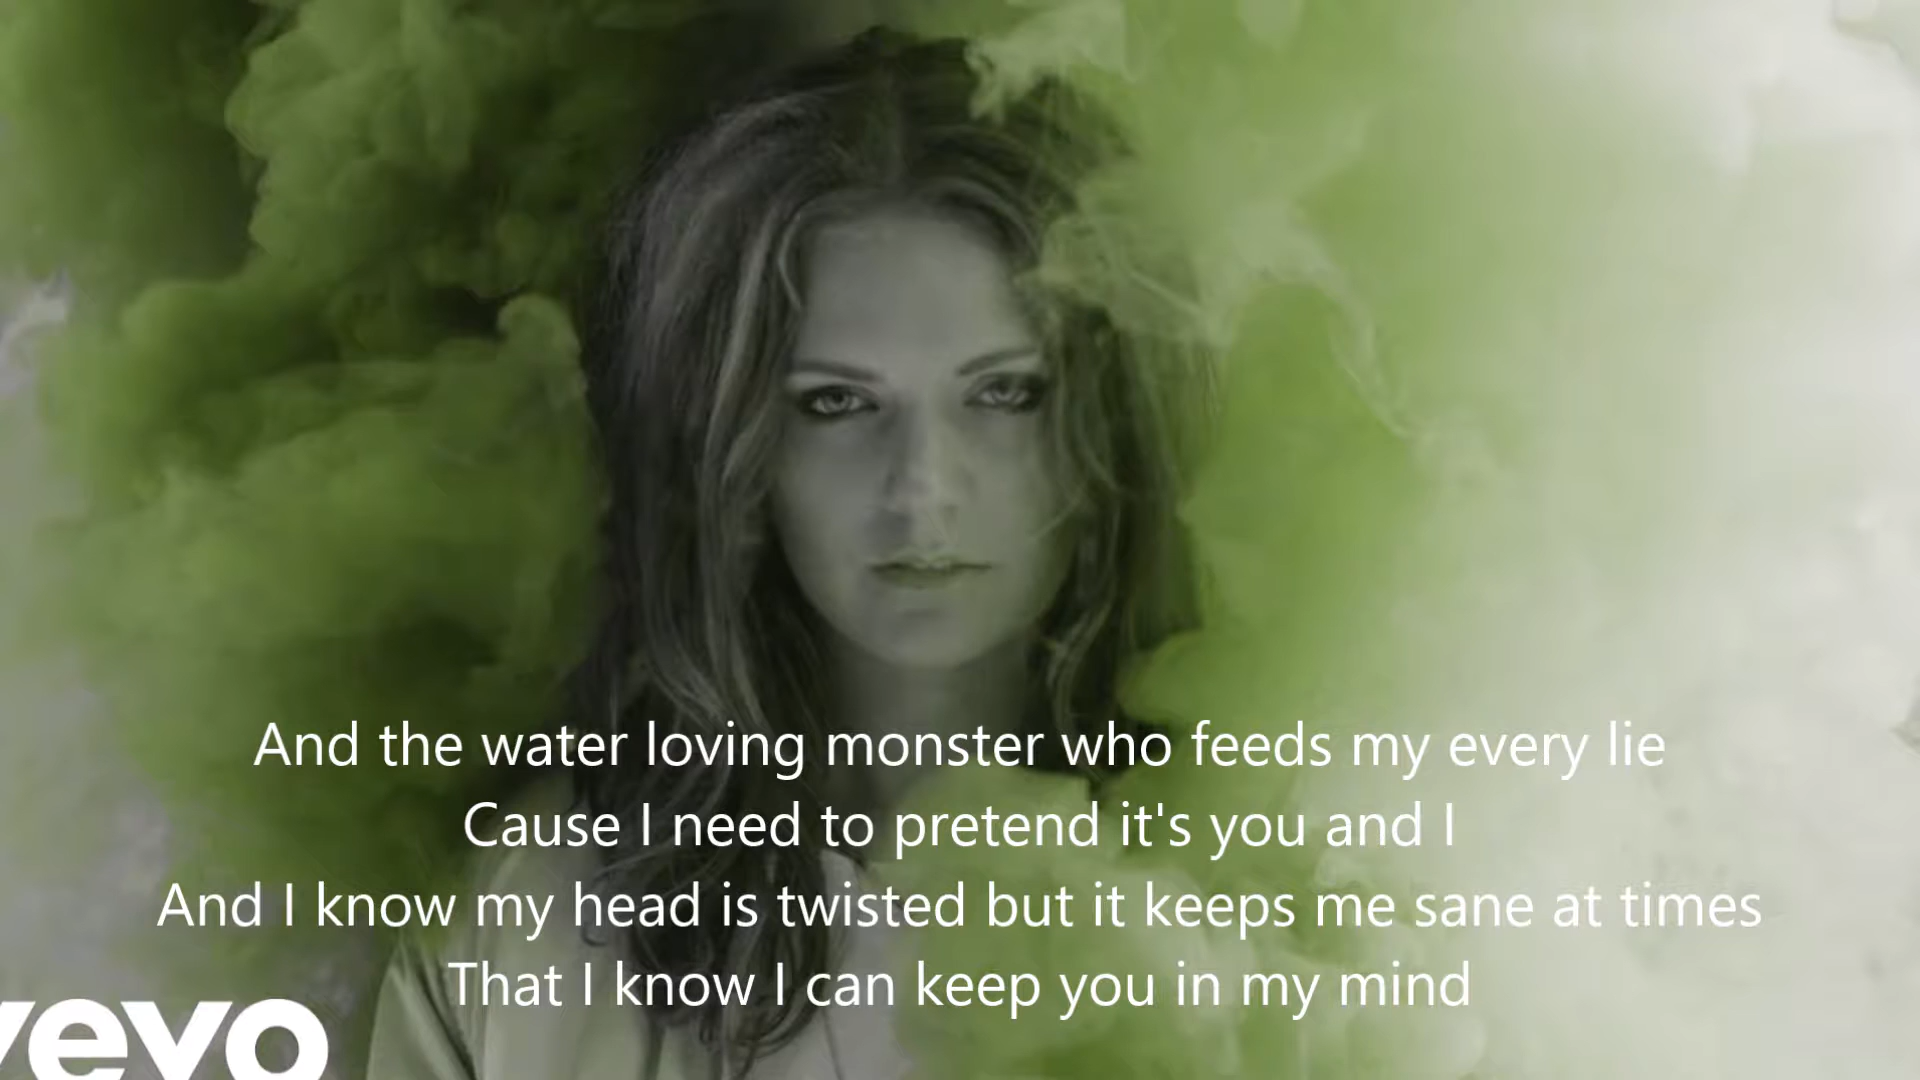 And the water loving monster who feeds my every lie
Cause I need to pretend it's you and I
And I know my head is twisted but it keeps me sane at times
That I know I can keep you in my mind
vevo